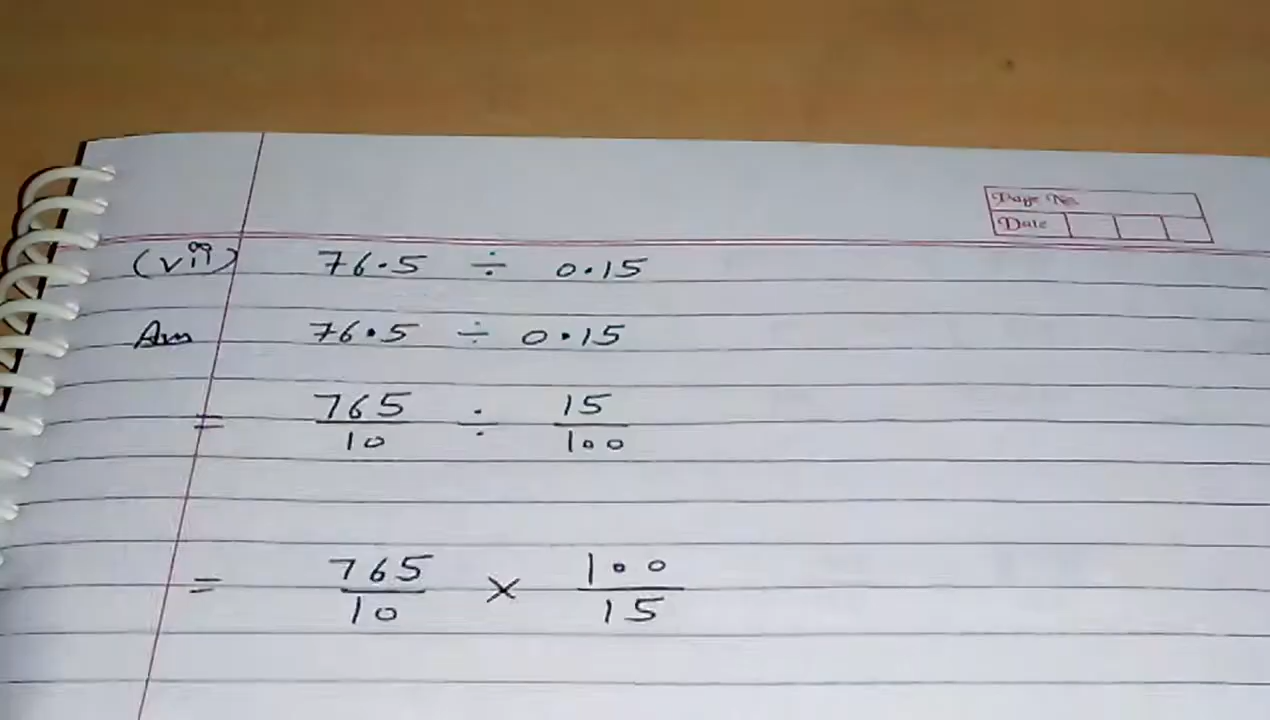 Page No.
Date
(vii) 76.5 ÷ 0.15
Ans 76.5 ÷ 0.15
= 765/10 ÷ 15/100
= 765/10 × 100/15